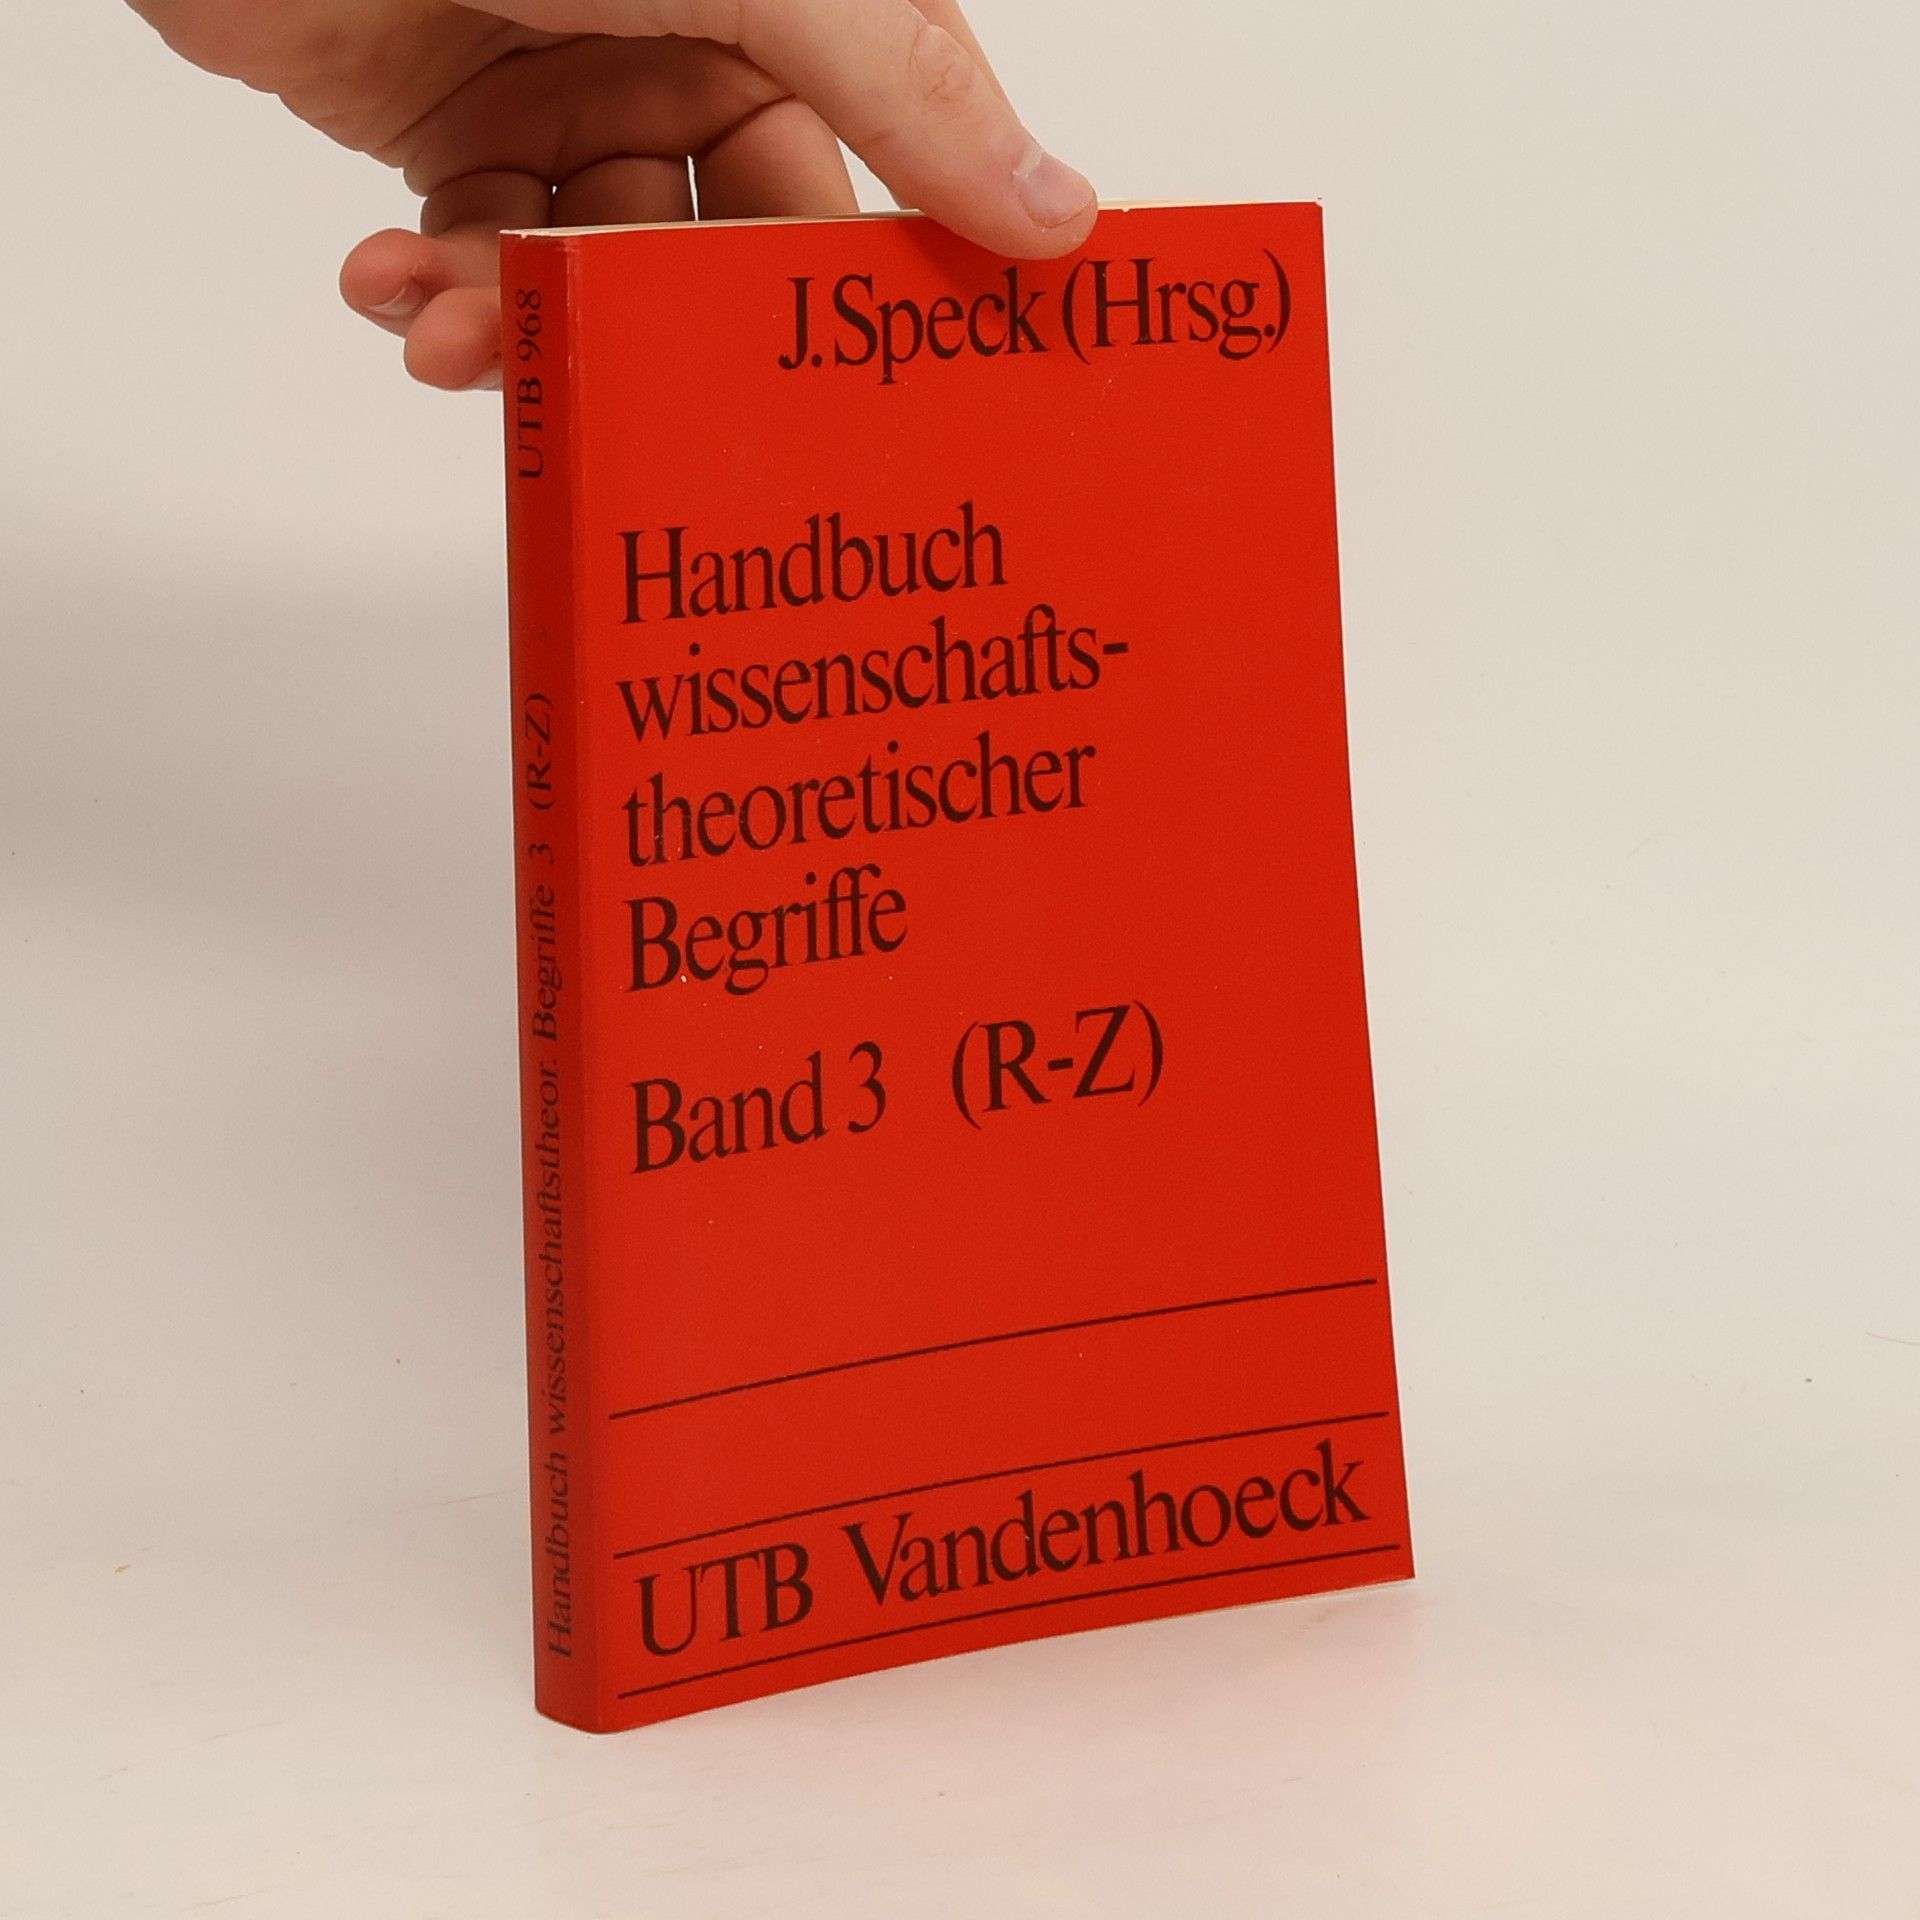 J. Speck (Hrsg.)
Handbuch
wissenschafts-
theoretischer
Begriffe
Band 3 (R-Z)
UTB Vandenhoeck
Handbuch wissenschaftstheor. Begriffe 3 (R-Z) UTB 968